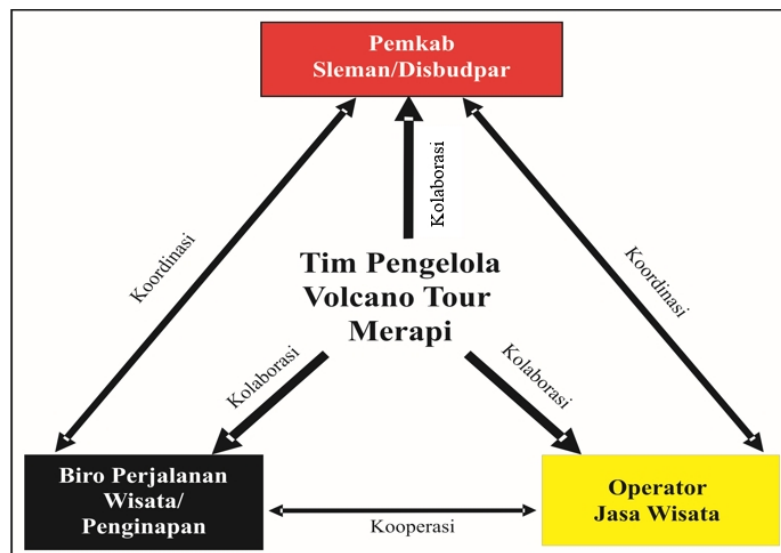 Pemkab
Sleman/Disbudpar
Kolaborasi
Koordinasi
Koordinasi
Tim Pengelola
Volcano Tour
Merapi
Kolaborasi
Kolaborasi
Biro Perjalanan
Wisata/
Penginapan
Kooperasi
Operator
Jasa Wisata